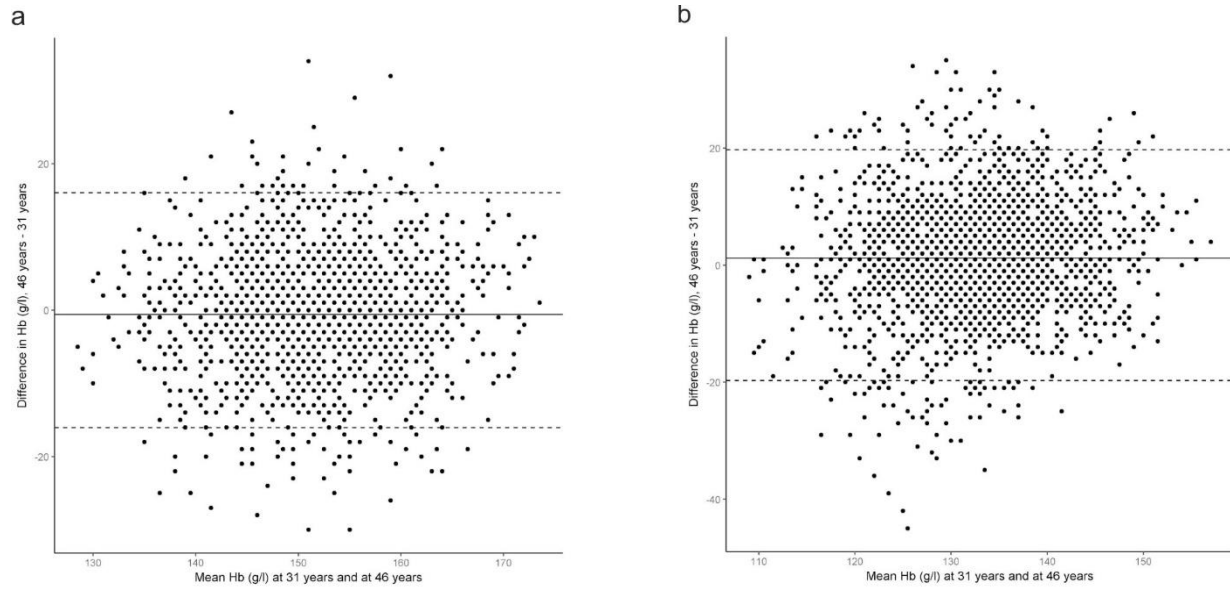 a
20
0
-20
130
140
150
160
170
Difference in Hb (g/l), 46 years - 31 years
Mean Hb (g/l) at 31 years and at 46 years
b
20
0
-20
-40
110
120
130
140
150
Difference in Hb (g/l), 46 years - 31 years
Mean Hb (g/l) at 31 years and at 46 years